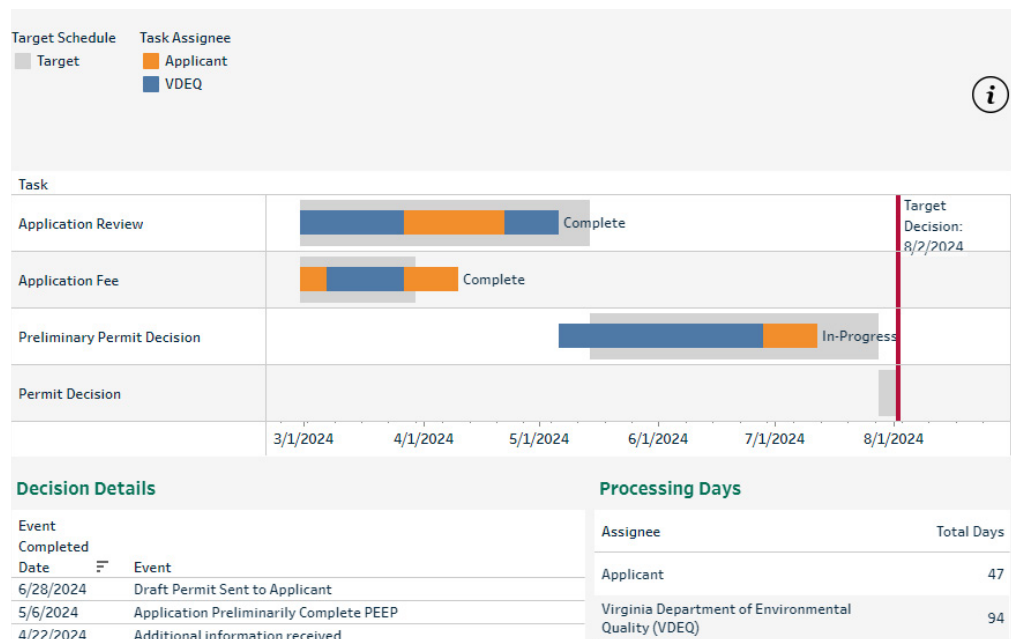 Target Schedule
Task Assignee
Target
Applicant
VDEQ
i
Task
Application Review
Complete
Target
Decision:
8/2/2024
Application Fee
Complete
Preliminary Permit Decision
In-Progress
Permit Decision
3/1/2024
4/1/2024
5/1/2024
6/1/2024
7/1/2024
8/1/2024
Decision Details
Event
Completed
Date
Event
6/28/2024
Draft Permit Sent to Applicant
5/6/2024
Application Preliminarily Complete PEEP
4/22/2024
Additional information received
Processing Days
Assignee
Total Days
Applicant
47
Virginia Department of Environmental
Quality (VDEQ)
94